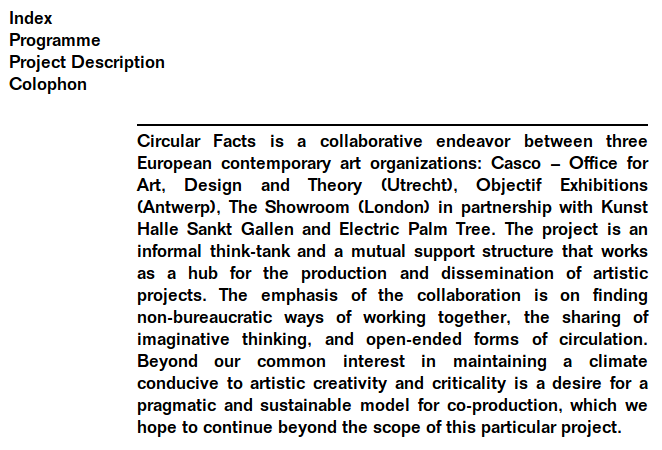 Index
Programme
Project Description
Colophon
Circular Facts is a collaborative endeavor between three
European contemporary art organizations: Casco – Office for
Art, Design and Theory (Utrecht), Objectif Exhibitions
(Antwerp), The Showroom (London) in partnership with Kunst
Halle Sankt Gallen and Electric Palm Tree. The project is an
informal think-tank and a mutual support structure that works
as a hub for the production and dissemination of artistic
projects. The emphasis of the collaboration is on finding
non-bureaucratic ways of working together, the sharing of
imaginative thinking, and open-ended forms of circulation.
Beyond our common interest in maintaining a climate
conducive to artistic creativity and criticality is a desire for a
pragmatic and sustainable model for co-production, which we
hope to continue beyond the scope of this particular project.